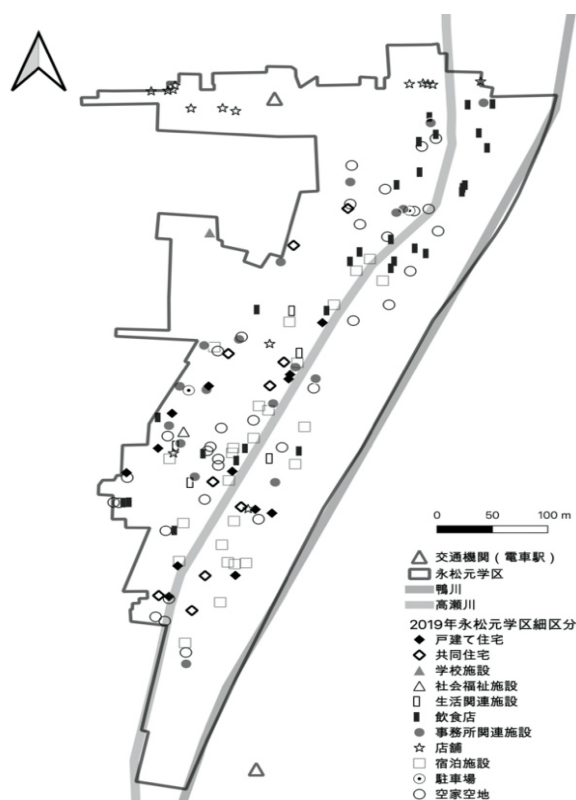 0 50 100 m
交通機関（電車駅）
永松元学区
鴨川
高瀬川
2019年永松元学区細区分
戸建て住宅
共同住宅
学校施設
社会福祉施設
生活関連施設
飲食店
事務所関連施設
店舗
宿泊施設
駐車場
空家空地